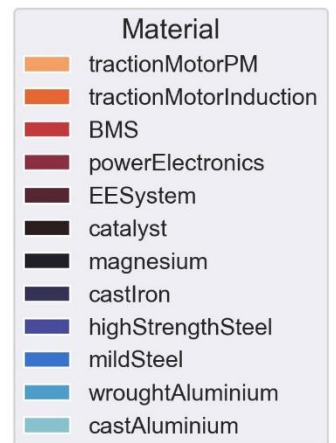 Material
tractionMotorPM
tractionMotorInduction
BMS
powerElectronics
EESystem
catalyst
magnesium
castIron
highStrengthSteel
mildSteel
wroughtAluminium
castAluminium